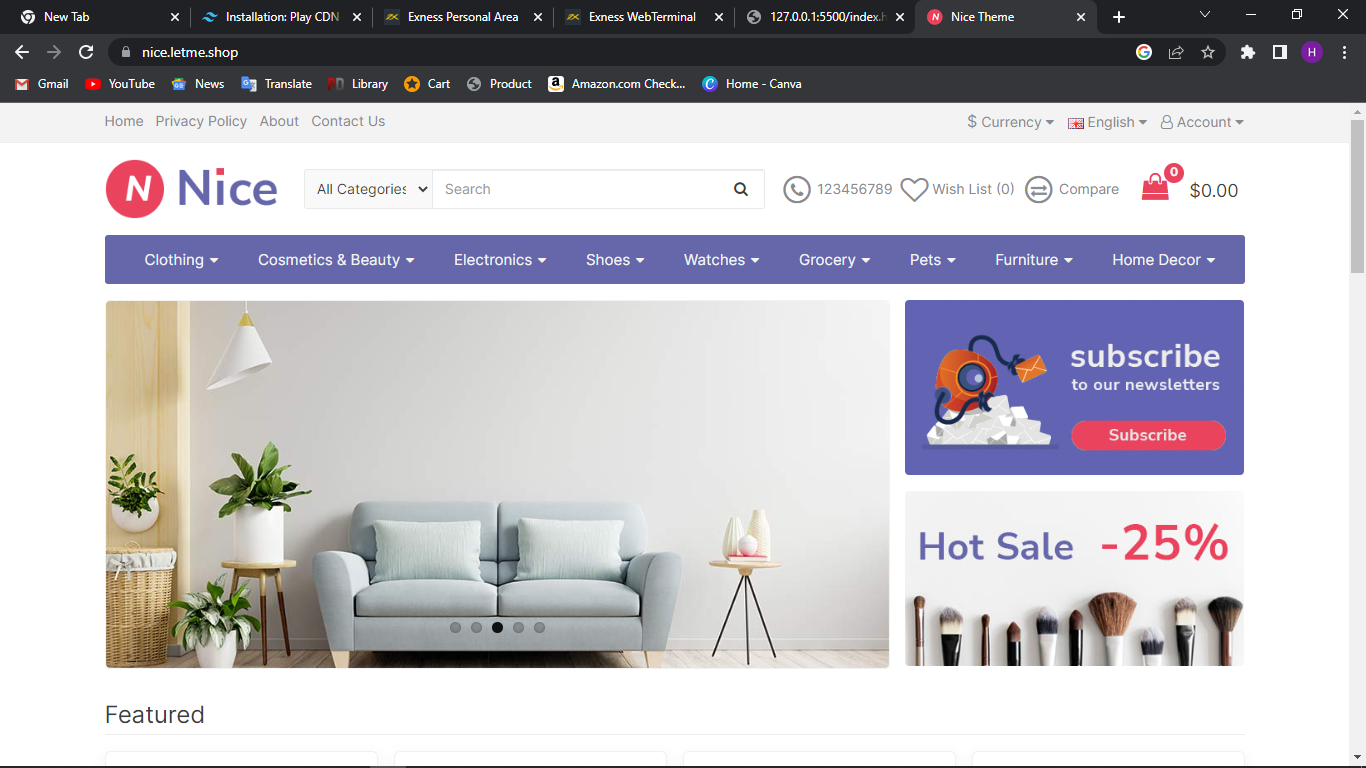 New Tab
Installation: Play CDN
Exness Personal Area
Exness WebTerminal
127.0.0.1:5500/index.h
Nice Theme
nice.letme.shop
H
Gmail
YouTube
News
Translate
Library
Cart
Product
Amazon.com Check...
Home - Canva
Home Privacy Policy About Contact Us
$ Currency English Account
N Nice
All Categories
Search
123456789
Wish List (0)
Compare
0
$0.00
Clothing Cosmetics & Beauty Electronics Shoes Watches Grocery Pets Furniture Home Decor
subscribe
to our newsletters
Subscribe
Hot Sale -25%
Featured